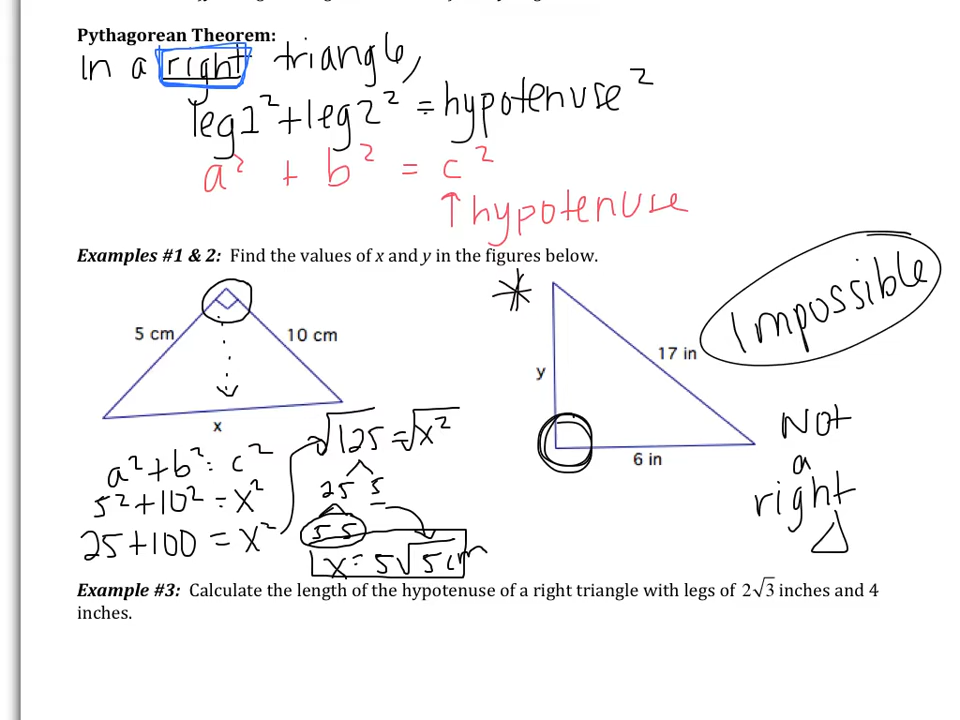 Pythagorean Theorem:
In a right triangle,
leg1² + leg2² = hypotenuse²
a² + b² = c²
↑hypotenuse
Examples #1 & 2: Find the values of x and y in the figures below.
5 cm
10 cm
x
a² + b² = c²
5² + 10² = x²
25 + 100 = x²
√125 = √x²
25 5
5 5
x = 5√5 cm
*
y
17 in
6 in
Impossible
Not
a
right
△
Example #3: Calculate the length of the hypotenuse of a right triangle with legs of 2√3 inches and 4
inches.